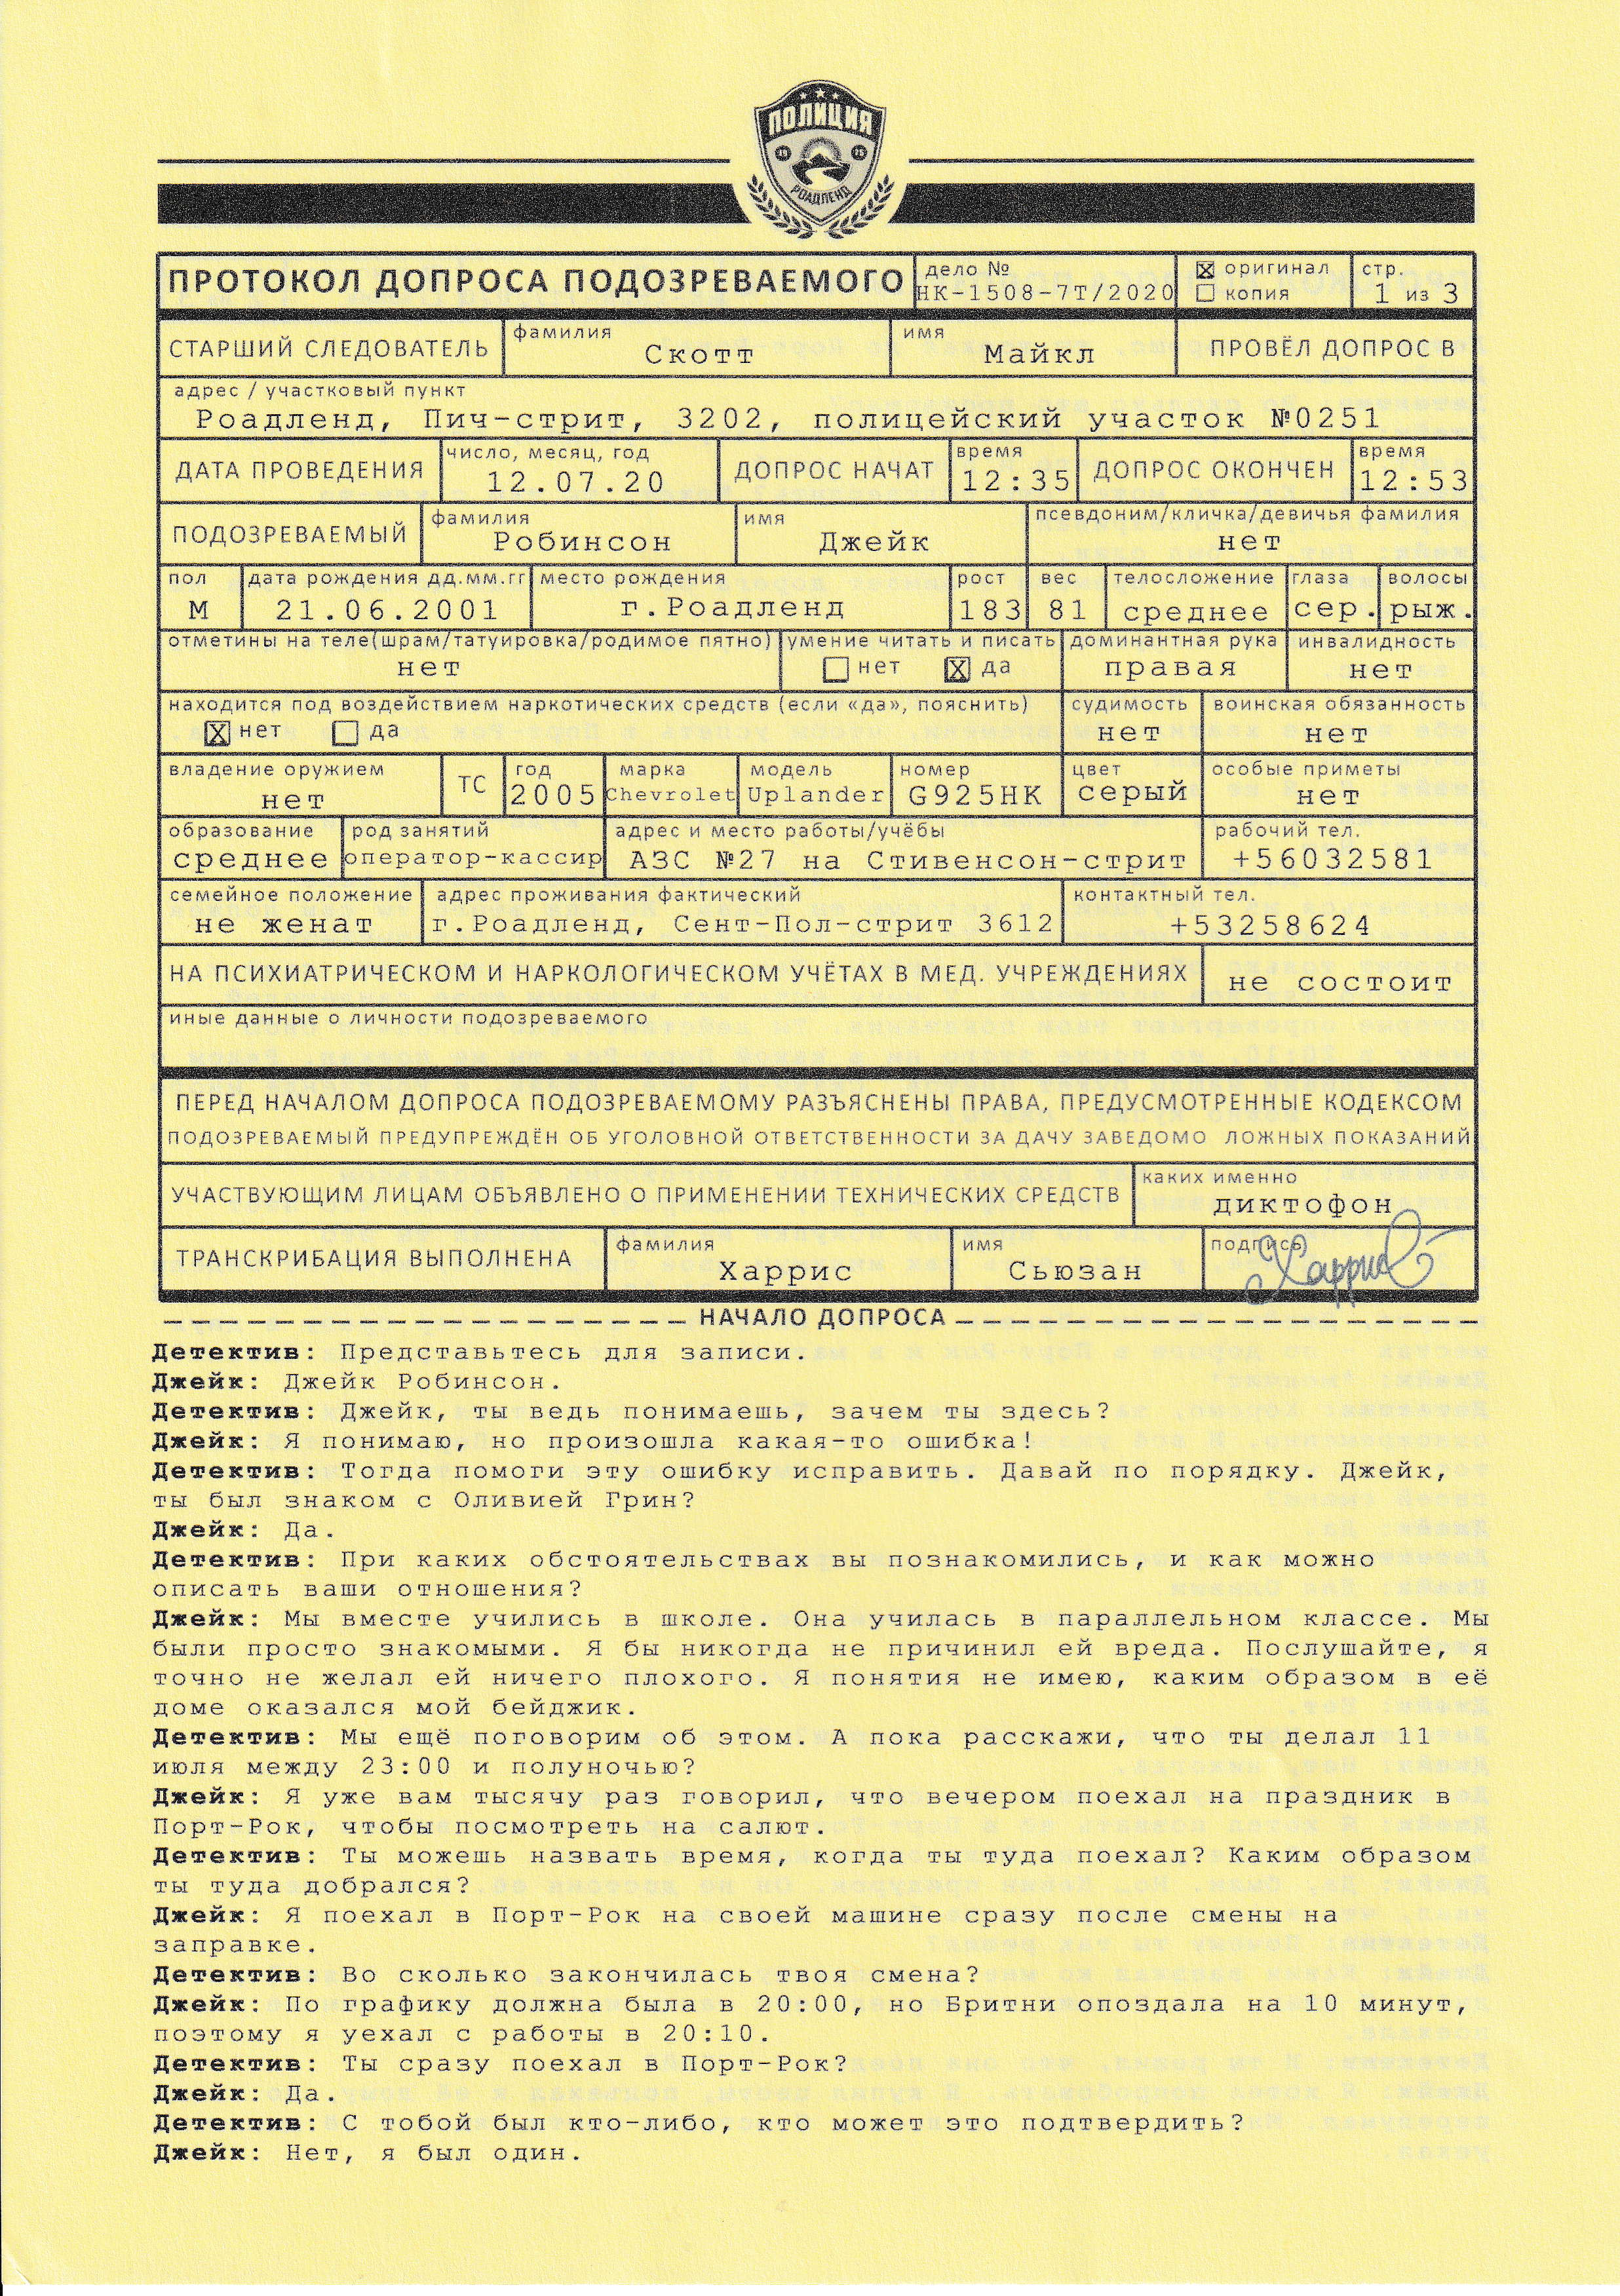 ПОЛИЦИЯ
РОАДЛЕНД
ПРОТОКОЛ ДОПРОСА ПОДОЗРЕВАЕМОГО
дело №
НК-1508-7Т/2020
☒ оригинал
☐ копия
стр.
1 из 3
СТАРШИЙ СЛЕДОВАТЕЛЬ
фамилия
Скотт
имя
Майкл
ПРОВЁЛ ДОПРОС В
адрес / участковый пункт
Роадленд, Пич-стрит, 3202, полицейский участок №0251
ДАТА ПРОВЕДЕНИЯ
число, месяц, год
12.07.20
ДОПРОС НАЧАТ
время
12:35
ДОПРОС ОКОНЧЕН
время
12:53
ПОДОЗРЕВАЕМЫЙ
фамилия
Робинсон
имя
Джейк
псевдоним/кличка/девичья фамилия
нет
пол
М
дата рождения дд.мм.гг
21.06.2001
место рождения
г.Роадленд
рост
183
вес
81
телосложение
среднее
глаза
сер.
волосы
рыж.
отметины на теле(шрам/татуировка/родимое пятно)
нет
умение читать и писать
☐ нет ☒ да
доминантная рука
правая
инвалидность
нет
находится под воздействием наркотических средств (если «да», пояснить)
☒ нет ☐ да
судимость
нет
воинская обязанность
нет
владение оружием
нет
ТС
год
2005
марка
Chevrolet
модель
Uplander
номер
G925НК
цвет
серый
особые приметы
нет
образование
среднее
род занятий
оператор-кассир
адрес и место работы/учёбы
АЗС №27 на Стивенсон-стрит
рабочий тел.
+56032581
семейное положение
не женат
адрес проживания фактический
г.Роадленд, Сент-Пол-стрит 3612
контактный тел.
+53258624
НА ПСИХИАТРИЧЕСКОМ И НАРКОЛОГИЧЕСКОМ УЧЁТАХ В МЕД. УЧРЕЖДЕНИЯХ
не состоит
иные данные о личности подозреваемого
ПЕРЕД НАЧАЛОМ ДОПРОСА ПОДОЗРЕВАЕМОМУ РАЗЪЯСНЕНЫ ПРАВА, ПРЕДУСМОТРЕННЫЕ КОДЕКСОМ
ПОДОЗРЕВАЕМЫЙ ПРЕДУПРЕЖДЁН ОБ УГОЛОВНОЙ ОТВЕТСТВЕННОСТИ ЗА ДАЧУ ЗАВЕДОМО ЛОЖНЫХ ПОКАЗАНИЙ
УЧАСТВУЮЩИМ ЛИЦАМ ОБЪЯВЛЕНО О ПРИМЕНЕНИИ ТЕХНИЧЕСКИХ СРЕДСТВ
каких именно
диктофон
ТРАНСКРИБАЦИЯ ВЫПОЛНЕНА
фамилия
Харрис
имя
Сьюзан
подпись
Харрис
НАЧАЛО ДОПРОСА
Детектив: Представьтесь для записи.
Джейк: Джейк Робинсон.
Детектив: Джейк, ты ведь понимаешь, зачем ты здесь?
Джейк: Я понимаю, но произошла какая-то ошибка!
Детектив: Тогда помоги эту ошибку исправить. Давай по порядку. Джейк,
ты был знаком с Оливией Грин?
Джейк: Да.
Детектив: При каких обстоятельствах вы познакомились, и как можно
описать ваши отношения?
Джейк: Мы вместе учились в школе. Она училась в параллельном классе. Мы
были просто знакомыми. Я бы никогда не причинил ей вреда. Послушайте, я
точно не желал ей ничего плохого. Я понятия не имею, каким образом в её
доме оказался мой бейджик.
Детектив: Мы ещё поговорим об этом. А пока расскажи, что ты делал 11
июля между 23:00 и полуночью?
Джейк: Я уже вам тысячу раз говорил, что вечером поехал на праздник в
Порт-Рок, чтобы посмотреть на салют.
Детектив: Ты можешь назвать время, когда ты туда поехал? Каким образом
ты туда добрался?
Джейк: Я поехал в Порт-Рок на своей машине сразу после смены на
заправке.
Детектив: Во сколько закончилась твоя смена?
Джейк: По графику должна была в 20:00, но Бритни опоздала на 10 минут,
поэтому я уехал с работы в 20:10.
Детектив: Ты сразу поехал в Порт-Рок?
Джейк: Да.
Детектив: С тобой был кто-либо, кто может это подтвердить?
Джейк: Нет, я был один.